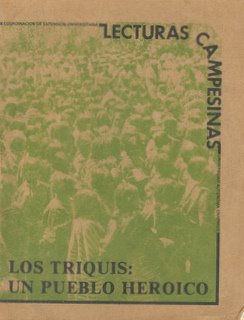 COORDINACION DE EXTENSION UNIVERSITARIA
LECTURAS
CAMPESINAS
LOS TRIQUIS:
UN PUEBLO HEROICO